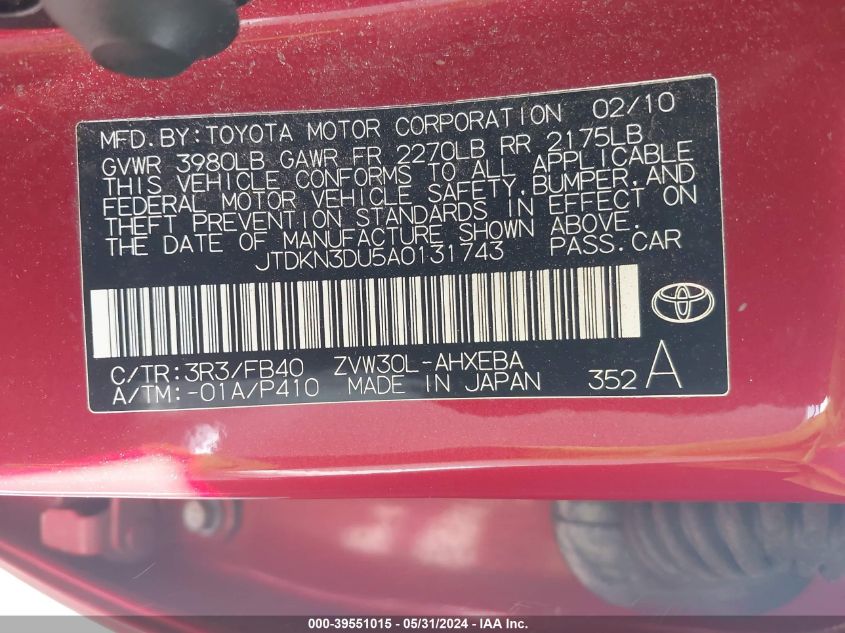 MFD.BY:TOYOTA MOTOR CORPORATION 02/10
GVWR 3980LB GAWR FR 2270LB RR 2175LB
THIS VEHICLE CONFORMS TO ALL APPLICABLE
FEDERAL MOTOR VEHICLE SAFETY,BUMPER,AND
THEFT PREVENTION STANDARDS IN EFFECT ON
THE DATE OF MANUFACTURE SHOWN ABOVE.
JTDKN3DU5A0131743 PASS.CAR
C/TR:3R3/FB40 ZVW30L-AHXEBA
A/TM:-01A/P410 MADE IN JAPAN 352 A
000-39551015 - 05/31/2024 - IAA Inc.